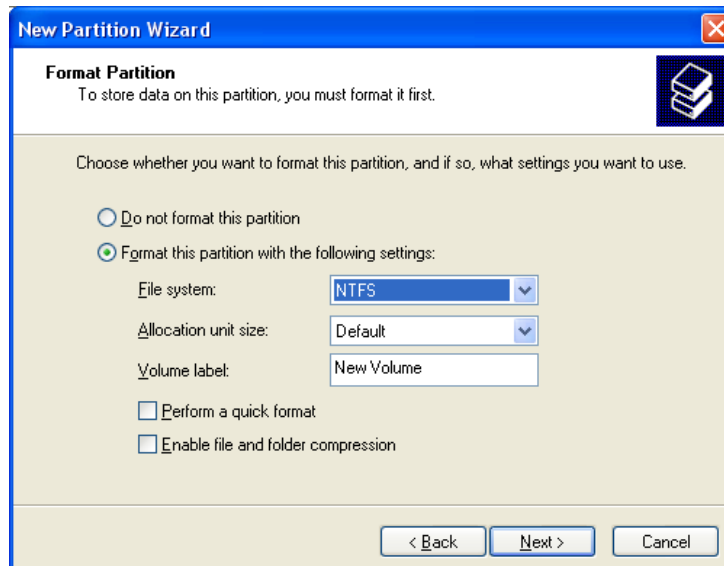 New Partition Wizard
Format Partition
To store data on this partition, you must format it first.
Choose whether you want to format this partition, and if so, what settings you want to use.
Do not format this partition
Format this partition with the following settings:
File system: NTFS
Allocation unit size: Default
Volume label: New Volume
Perform a quick format
Enable file and folder compression
< Back Next > Cancel